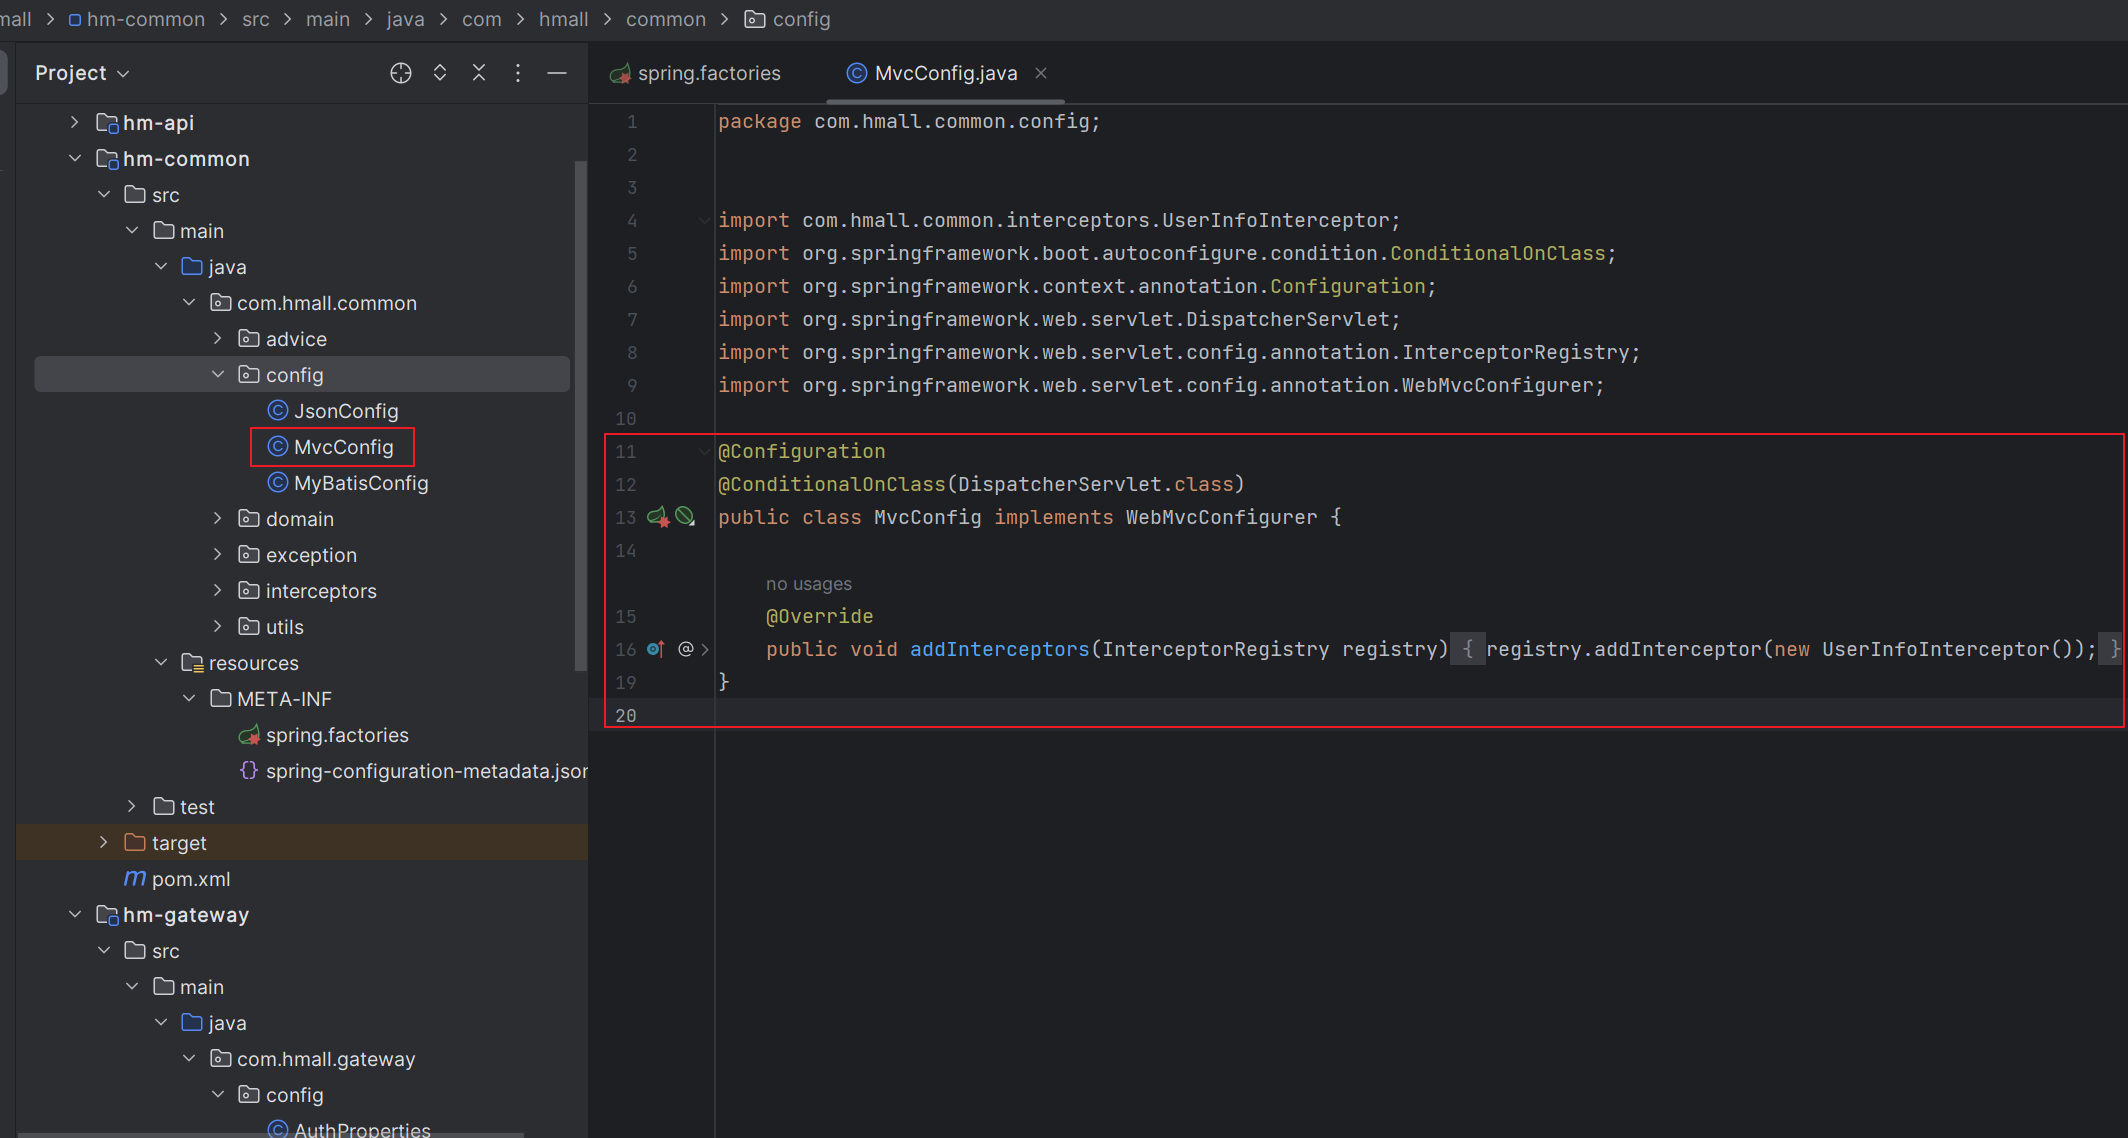 mall > hm-common > src > main > java > com > hmall > common > config
Project
hm-api
hm-common
src
main
java
com.hmall.common
advice
config
JsonConfig
MvcConfig
MyBatisConfig
domain
exception
interceptors
utils
resources
META-INF
spring.factories
spring-configuration-metadata.json
test
target
pom.xml
hm-gateway
src
main
java
com.hmall.gateway
config
AuthProperties
spring.factories
MvcConfig.java
1 package com.hmall.common.config;
2
3
4 import com.hmall.common.interceptors.UserInfoInterceptor;
5 import org.springframework.boot.autoconfigure.condition.ConditionalOnClass;
6 import org.springframework.context.annotation.Configuration;
7 import org.springframework.web.servlet.DispatcherServlet;
8 import org.springframework.web.servlet.config.annotation.InterceptorRegistry;
9 import org.springframework.web.servlet.config.annotation.WebMvcConfigurer;
10
11 @Configuration
12 @ConditionalOnClass(DispatcherServlet.class)
13 public class MvcConfig implements WebMvcConfigurer {
14
no usages
15 @Override
16 public void addInterceptors(InterceptorRegistry registry) { registry.addInterceptor(new UserInfoInterceptor()); }
19 }
20